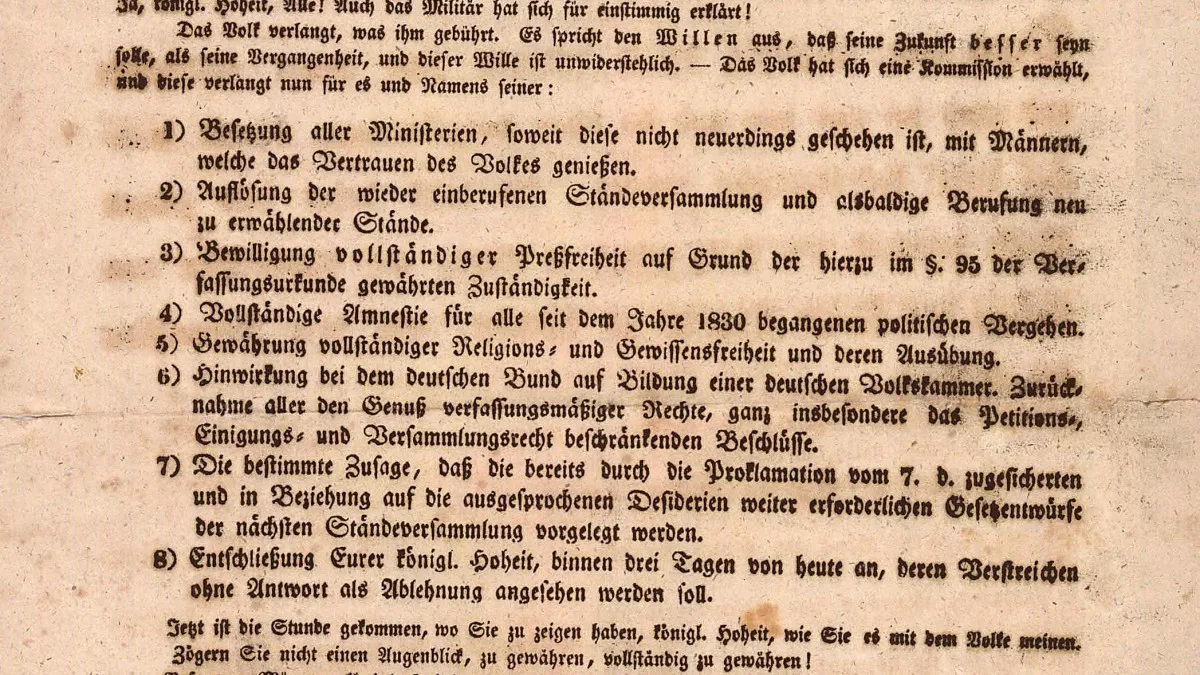 Ja, königl. Hoheit, Alle! Auch das Militär hat sich für einstimmig erklärt!
Das Volk verlangt, was ihm gebührt. Es spricht den Willen aus, daß seine Zukunft besser seyn
solle, als seine Vergangenheit, und dieser Wille ist unwiderstehlich. — Das Volk hat sich eine Kommission erwählt,
und diese verlangt nun für es und Namens seiner:
1) Besetzung aller Ministerien, soweit diese nicht neuerdings geschehen ist, mit Männern,
welche das Vertrauen des Volkes genießen.
2) Auflösung der wieder einberufenen Ständeversammlung und alsbaldige Berufung neu
zu erwählender Stände.
3) Bewilligung vollständiger Preßfreiheit auf Grund der hierzu im §. 95 der Ver-
fassungsurkunde gewährten Zuständigkeit.
4) Vollständige Amnestie für alle seit dem Jahre 1830 begangenen politischen Vergehen.
5) Gewährung vollständiger Religions- und Gewissensfreiheit und deren Ausübung.
6) Hinwirkung bei dem deutschen Bund auf Bildung einer deutschen Volkskammer. Zurück-
nahme aller den Genuß verfassungsmäßiger Rechte, ganz insbesondere das Petitions-,
Einigungs- und Versammlungsrecht beschränkenden Beschlüsse.
7) Die bestimmte Zusage, daß die bereits durch die Proklamation vom 7. d. zugesicherten
und in Beziehung auf die ausgesprochenen Desiderien weiter erforderlichen Gesetzentwürfe
der nächsten Ständeversammlung vorgelegt werden.
8) Entschließung Eurer königl. Hoheit, binnen drei Tagen von heute an, deren Verstreichen
ohne Antwort als Ablehnung angesehen werden soll.
Jetzt ist die Stunde gekommen, wo Sie zu zeigen haben, königl. Hoheit, wie Sie es mit dem Volke meinen.
Zögern Sie nicht einen Augenblick, zu gewähren, vollständig zu gewähren!